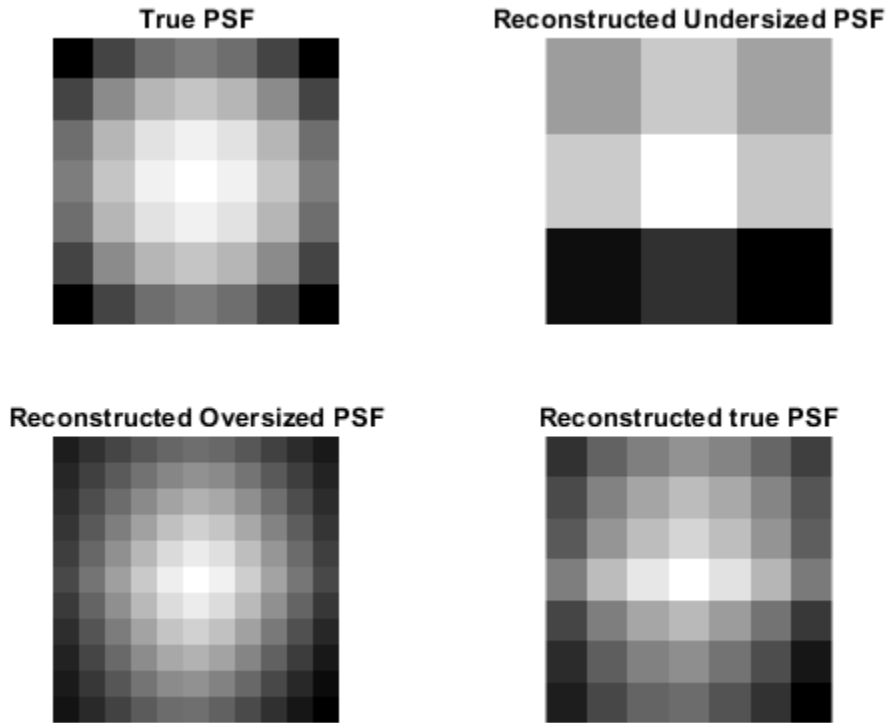 True PSF
Reconstructed Undersized PSF
Reconstructed Oversized PSF
Reconstructed true PSF